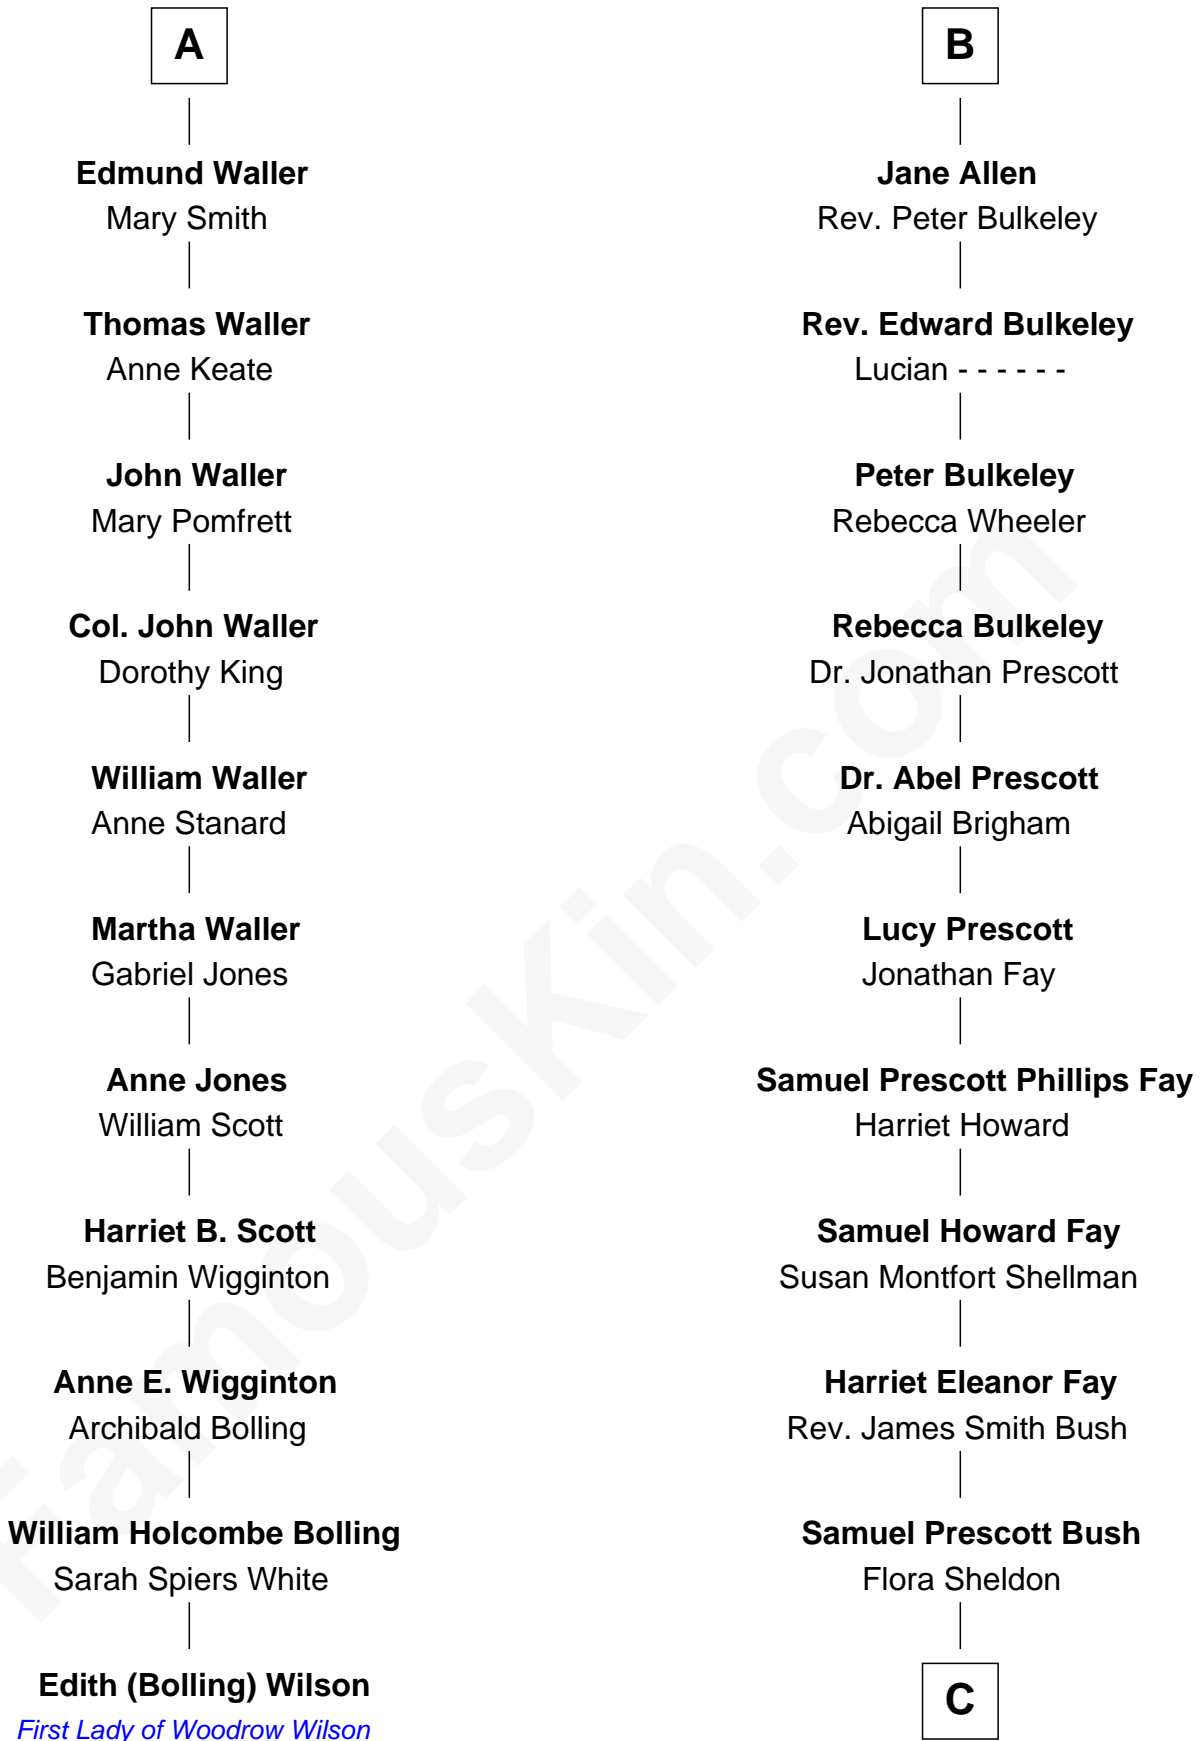 A
Edmund Waller
Mary Smith
Thomas Waller
Anne Keate
John Waller
Mary Pomfrett
Col. John Waller
Dorothy King
William Waller
Anne Stanard
Martha Waller
Gabriel Jones
Anne Jones
William Scott
Harriet B. Scott
Benjamin Wigginton
Anne E. Wigginton
Archibald Bolling
William Holcombe Bolling
Sarah Spiers White
Edith (Bolling) Wilson
First Lady of Woodrow Wilson
B
Jane Allen
Rev. Peter Bulkeley
Rev. Edward Bulkeley
Lucian - - - - - -
Peter Bulkeley
Rebecca Wheeler
Rebecca Bulkeley
Dr. Jonathan Prescott
Dr. Abel Prescott
Abigail Brigham
Lucy Prescott
Jonathan Fay
Samuel Prescott Phillips Fay
Harriet Howard
Samuel Howard Fay
Susan Montfort Shellman
Harriet Eleanor Fay
Rev. James Smith Bush
Samuel Prescott Bush
Flora Sheldon
C
FamousKin.com